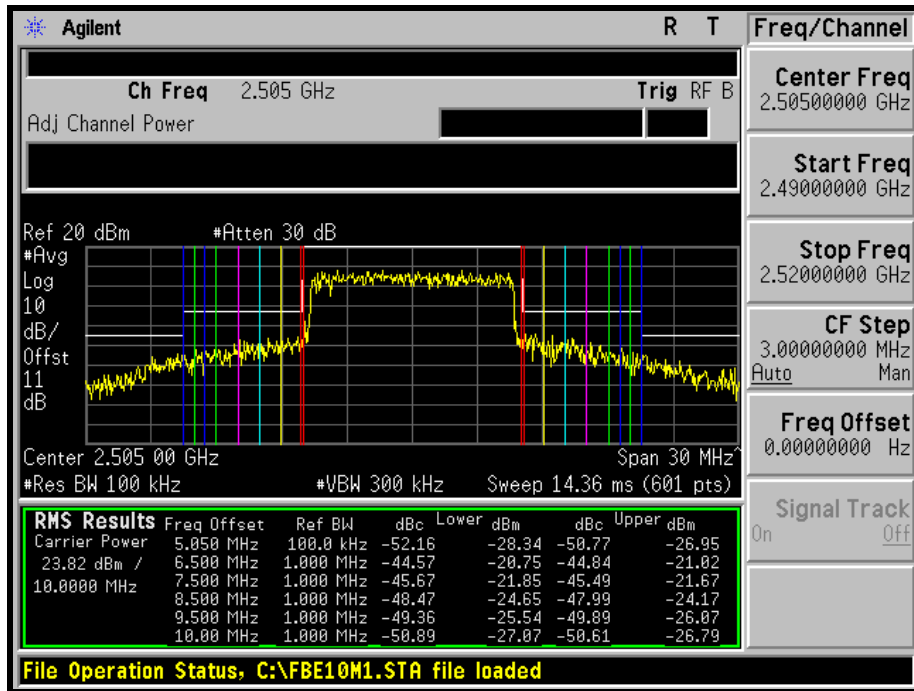 Agilent R T Freq/Channel
Ch Freq 2.505 GHz Trig RF B
Adj Channel Power
Center Freq
2.50500000 GHz
Start Freq
2.49000000 GHz
Stop Freq
2.52000000 GHz
CF Step
3.00000000 MHz
Auto Man
Freq Offset
0.00000000 Hz
Signal Track
On Off
Ref 20 dBm #Atten 30 dB
#Avg
Log
10
dB/
Offst
11
dB
Center 2.505 00 GHz Span 30 MHz^
#Res BW 100 kHz #VBW 300 kHz Sweep 14.36 ms (601 pts)
RMS Results Freq Offset Ref BW dBc Lower dBm dBc Upper dBm
Carrier Power 5.050 MHz 100.0 kHz -52.16 -28.34 -50.77 -26.95
23.82 dBm / 6.500 MHz 1.000 MHz -44.57 -20.75 -44.84 -21.02
10.0000 MHz 7.500 MHz 1.000 MHz -45.67 -21.85 -45.49 -21.67
8.500 MHz 1.000 MHz -48.47 -24.65 -47.99 -24.17
9.500 MHz 1.000 MHz -49.36 -25.54 -49.89 -26.07
10.00 MHz 1.000 MHz -50.89 -27.07 -50.61 -26.79
File Operation Status, C:\FBE10M1.STA file loaded